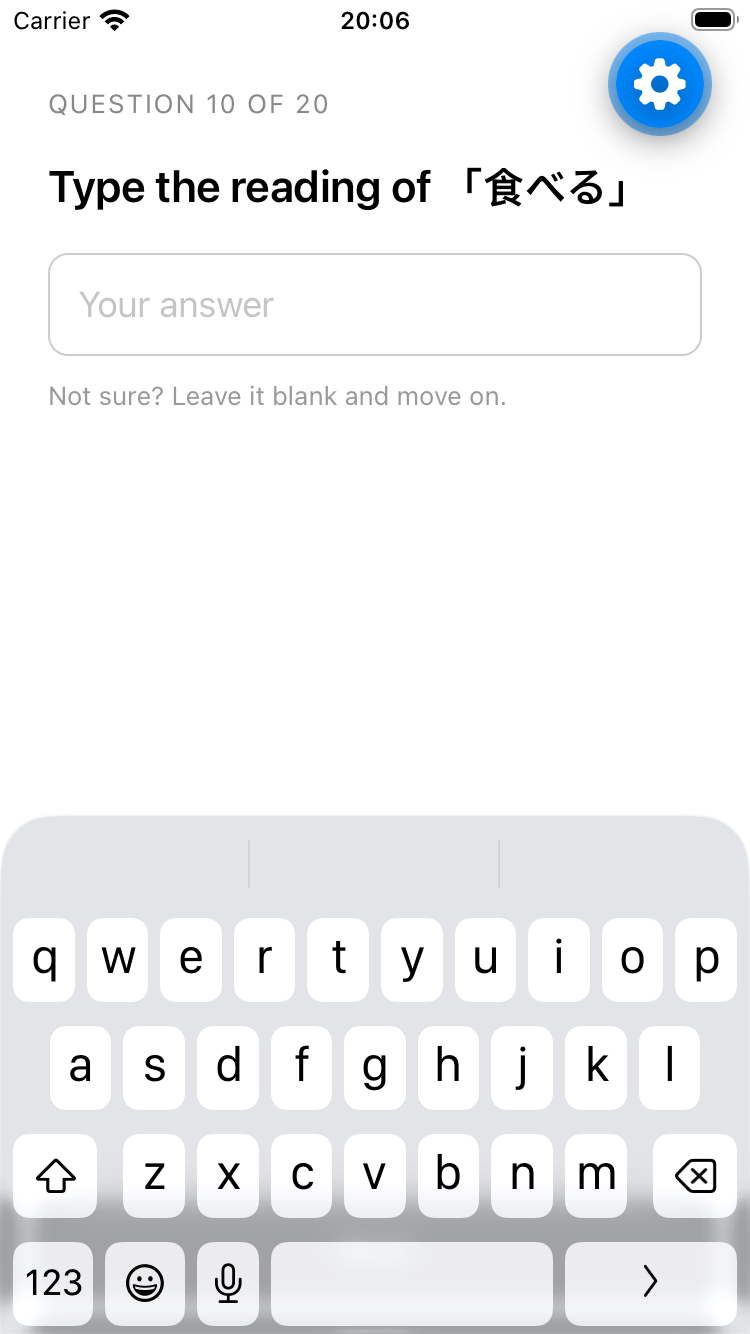 Carrier 20:06
QUESTION 10 OF 20
Type the reading of 「食べる」
Your answer
Not sure? Leave it blank and move on.
q w e r t y u i o p
a s d f g h j k l
z x c v b n m
123